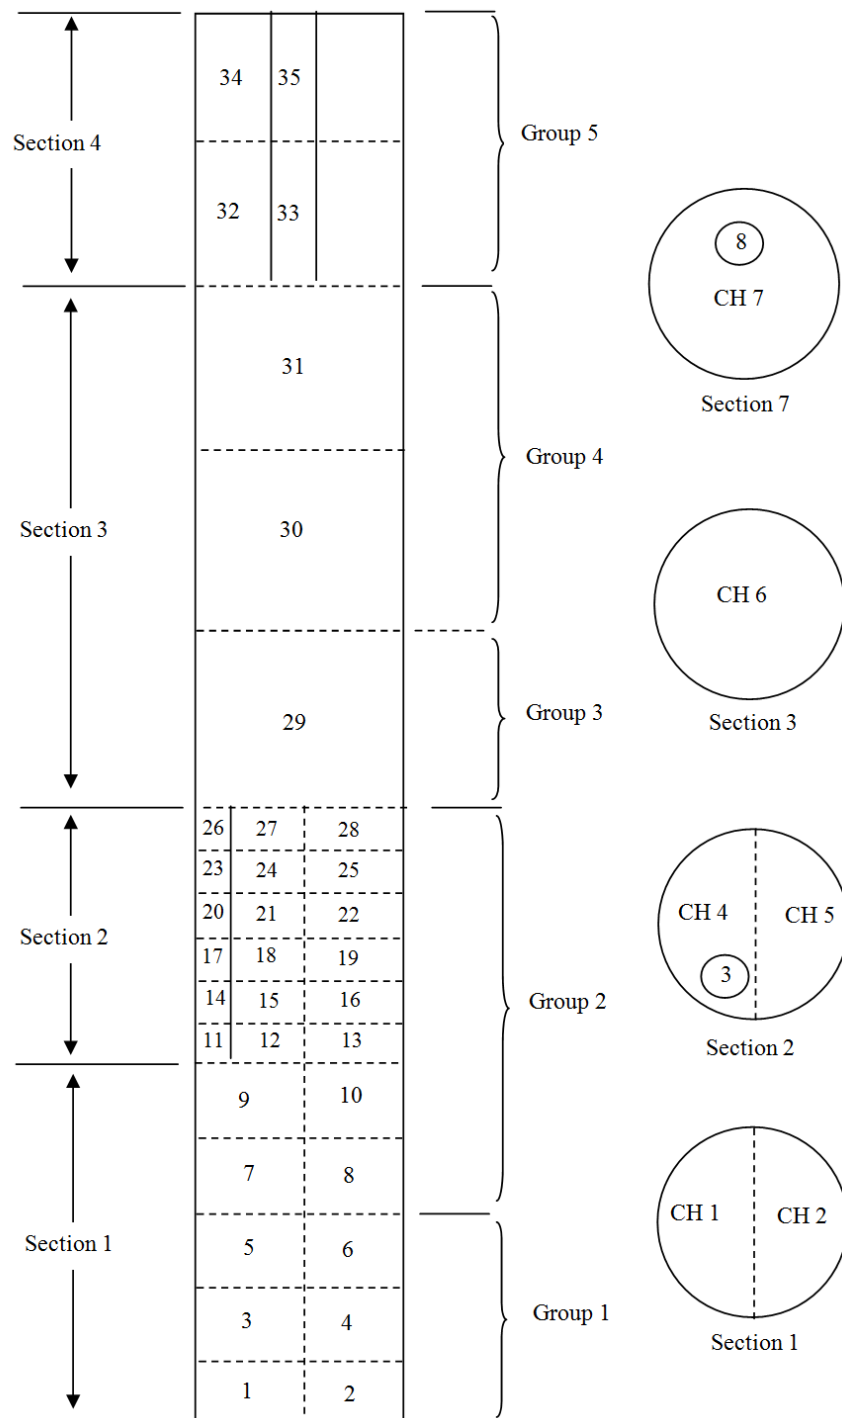 34 35
Section 4
Group 5
32 33
8
CH 7
Section 7
31
Group 4
Section 3
30
CH 6
Section 3
29
Group 3
26 27 28
23 24 25
20 21 22
Section 2
17 18 19
14 15 16
11 12 13
Group 2
CH 4 CH 5
3
Section 2
9 10
7 8
Section 1
5 6
3 4
1 2
Group 1
CH 1 CH 2
Section 1